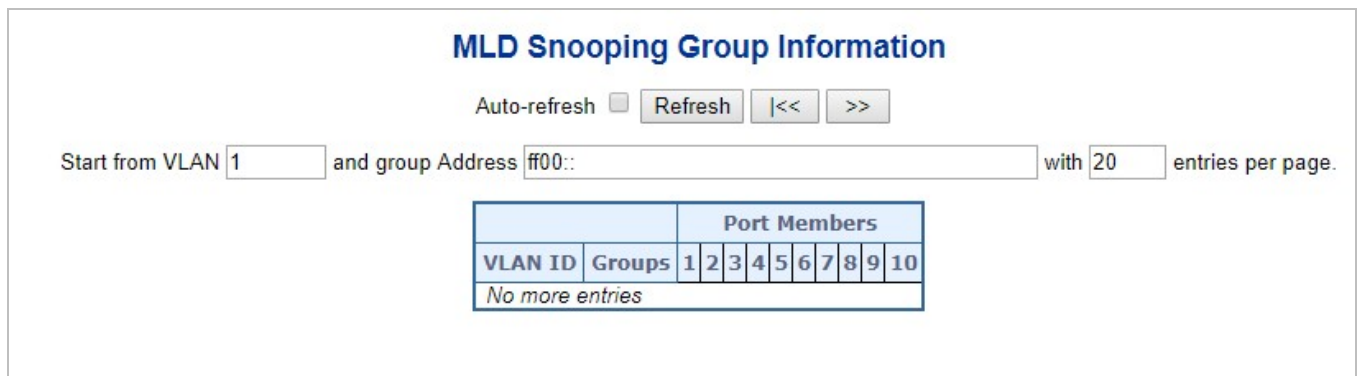 MLD Snooping Group Information
Auto-refresh Refresh |<< >>
Start from VLAN 1 and group Address ff00:: with 20 entries per page.
Port Members
VLAN ID Groups 1 2 3 4 5 6 7 8 9 10
No more entries